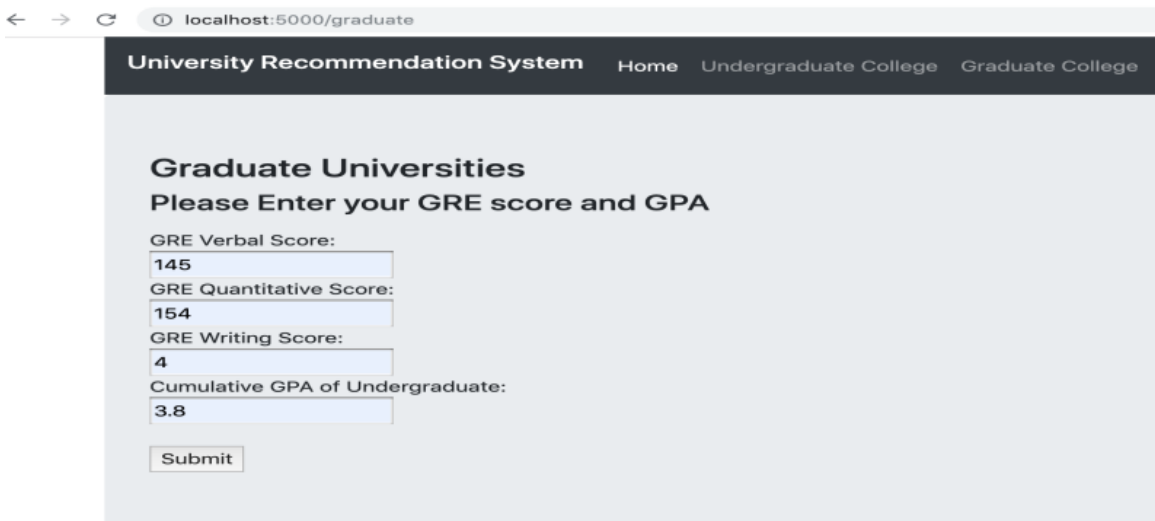 localhost:5000/graduate
University Recommendation System Home Undergraduate College Graduate College
Graduate Universities
Please Enter your GRE score and GPA
GRE Verbal Score:
145
GRE Quantitative Score:
154
GRE Writing Score:
4
Cumulative GPA of Undergraduate:
3.8
Submit